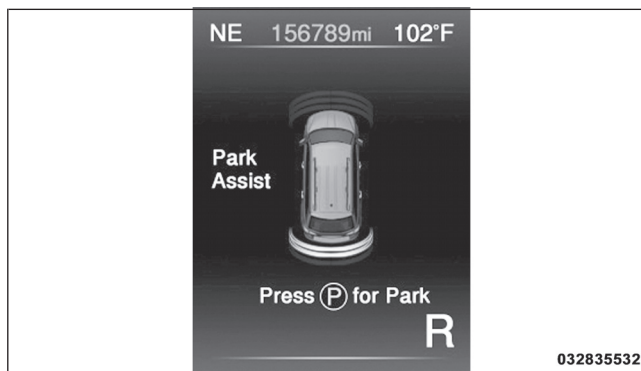 NE 156789mi 102°F
Park
Assist
Press Ⓟ for Park
R
032835532